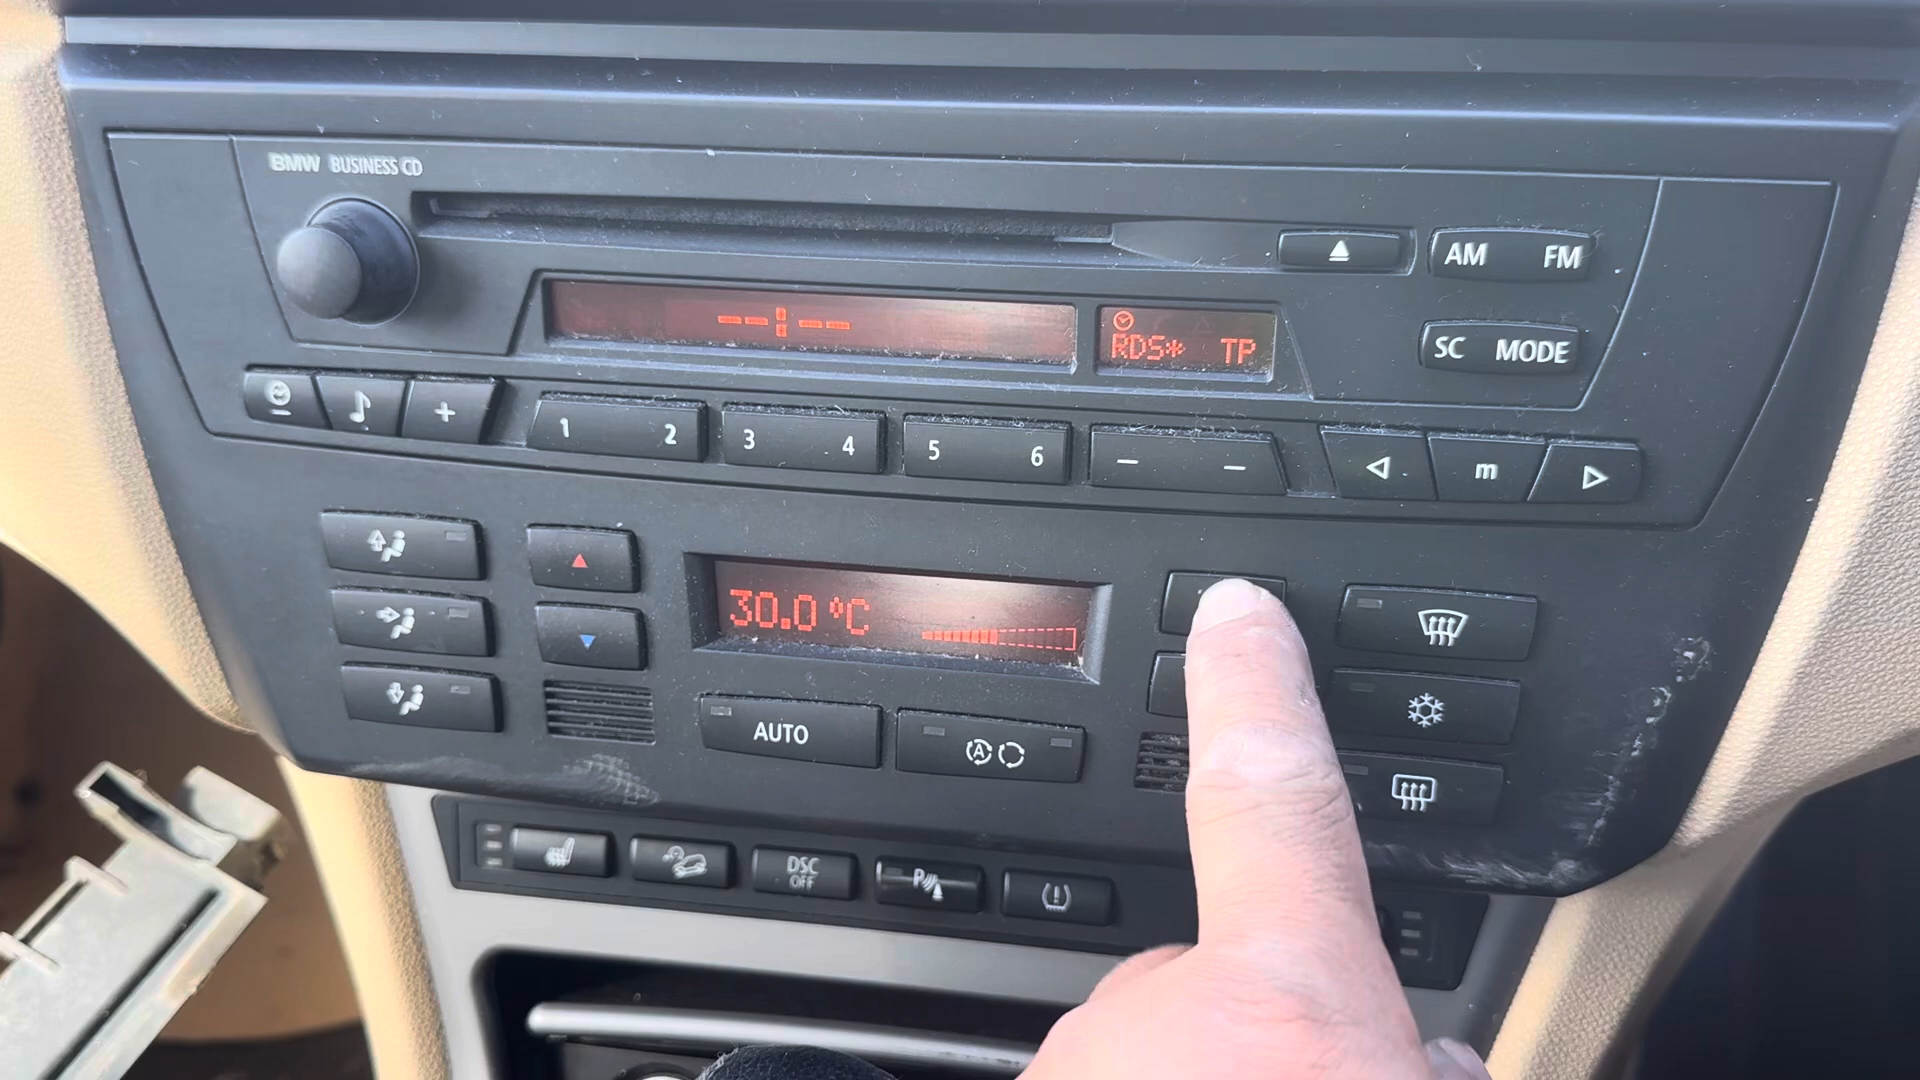 BMW BUSINESS CD
AM FM
--:--
RDS* TP
SC MODE
+
1 2 3 4 5 6 — —
m
30.0 °C
AUTO
A
DSC
OFF
P